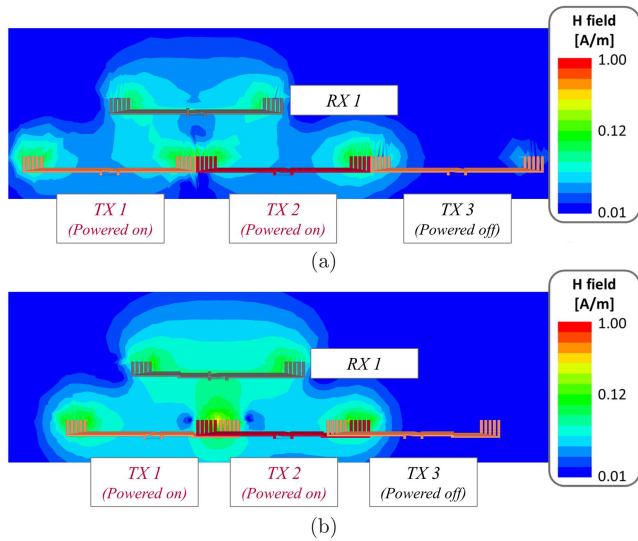 H field
[A/m]
1.00
0.12
0.01
RX 1
TX 1
(Powered on)
TX 2
(Powered on)
TX 3
(Powered off)
(a)
H field
[A/m]
1.00
0.12
0.01
RX 1
TX 1
(Powered on)
TX 2
(Powered on)
TX 3
(Powered off)
(b)